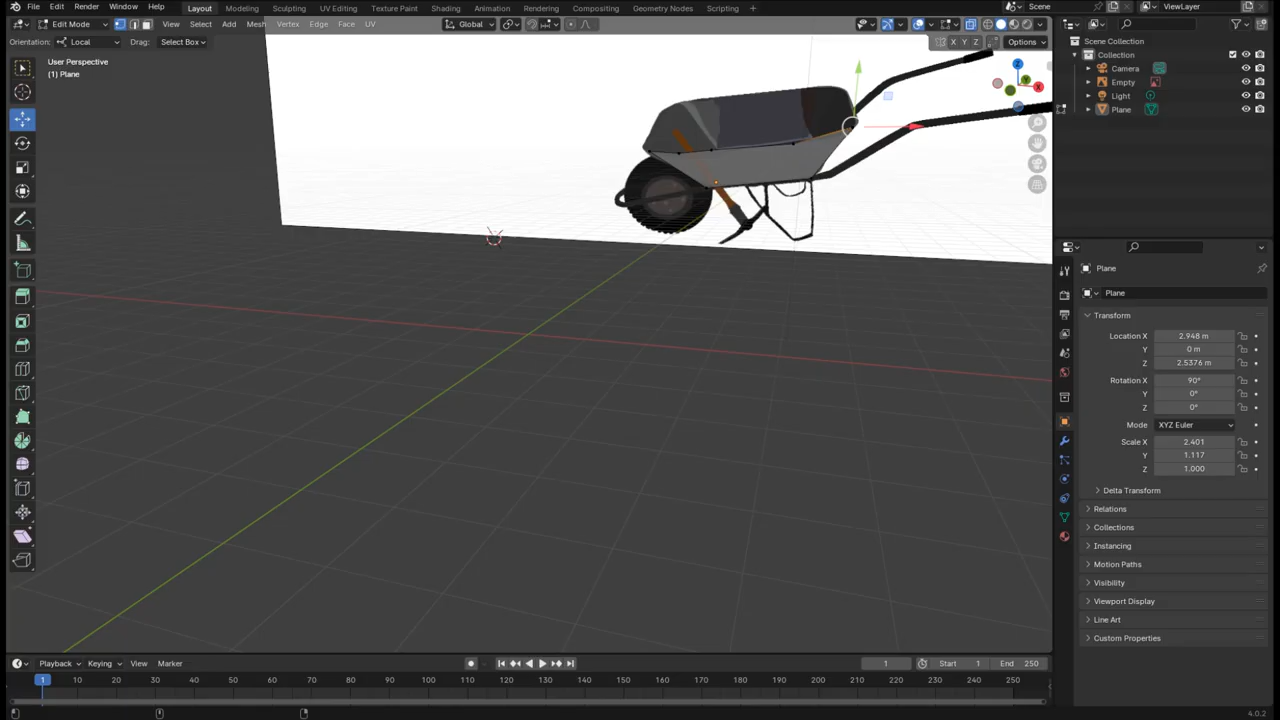 File Edit Render Window Help Layout Modeling Sculpting UV Editing Texture Paint Shading Animation Rendering Compositing Geometry Nodes Scripting + Scene ViewLayer
Edit Mode View Select Add Mesh Vertex Edge Face UV Global
Orientation: Local Drag: Select Box X Y Z Options
User Perspective
(1) Plane
Z
Y
X
Scene Collection
Collection
Camera
Empty
Light
Plane
Plane
Plane
Transform
Location X 2.948 m
Y 0 m
Z 2.5376 m
Rotation X 90°
Y 0°
Z 0°
Mode XYZ Euler
Scale X 2.401
Y 1.117
Z 1.000
Delta Transform
Relations
Collections
Instancing
Motion Paths
Visibility
Viewport Display
Line Art
Custom Properties
Playback Keying View Marker 1 Start 1 End 250
1 10 20 30 40 50 60 70 80 90 100 110 120 130 140 150 160 170 180 190 200 210 220 230 240 250
4.0.2